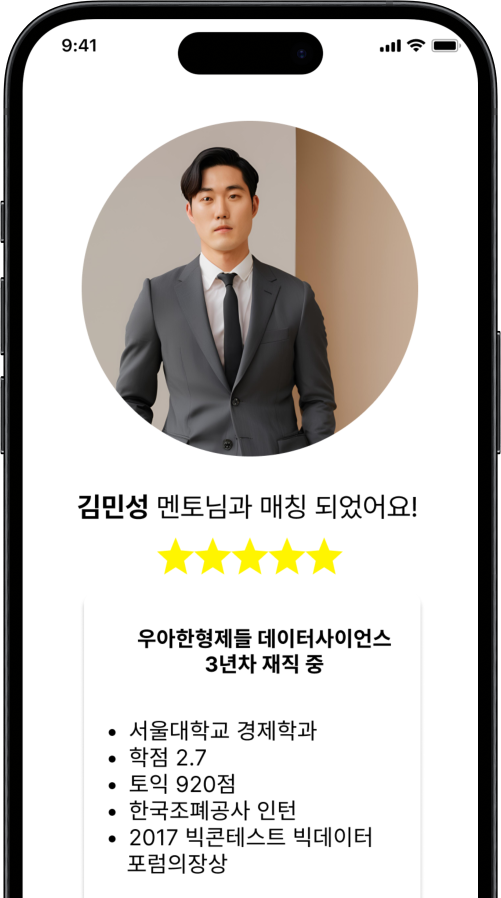 9:41
김민성 멘토님과 매칭 되었어요!
우아한형제들 데이터사이언스
3년차 재직 중
• 서울대학교 경제학과
• 학점 2.7
• 토익 920점
• 한국조폐공사 인턴
• 2017 빅콘테스트 빅데이터
포럼의장상